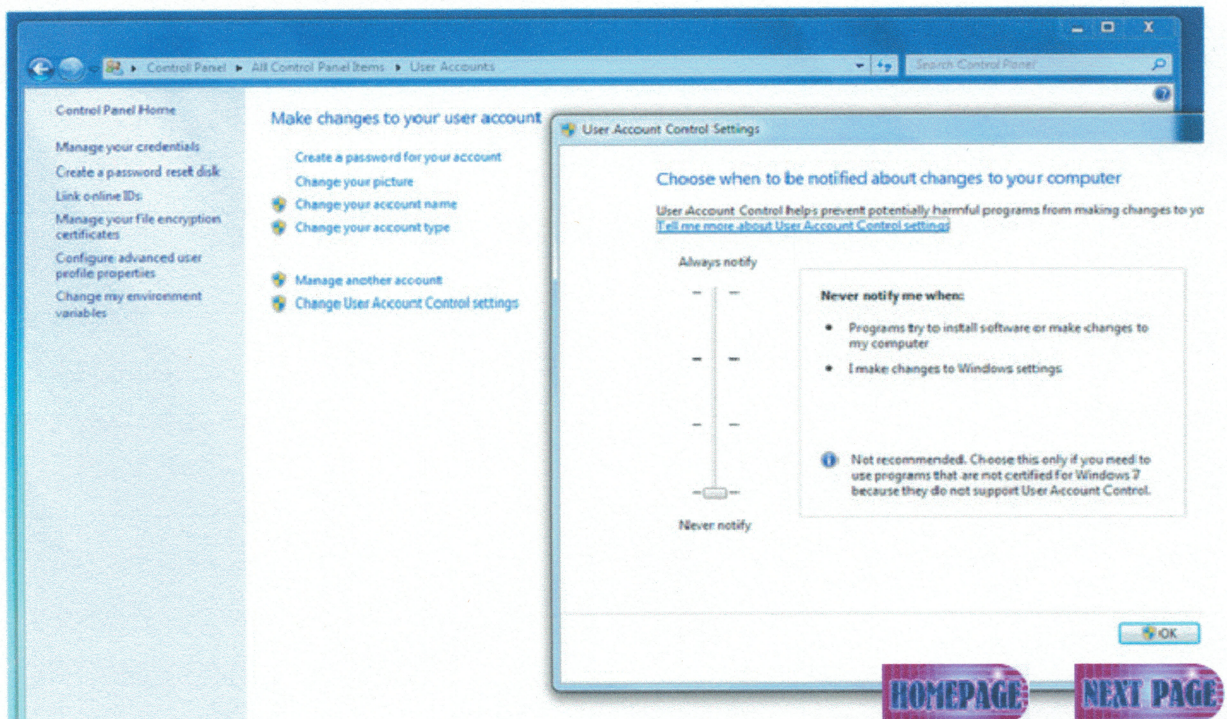 Control Panel ▸ All Control Panel Items ▸ User Accounts
Search Control Panel
Control Panel Home
Manage your credentials
Create a password reset disk
Link online IDs
Manage your file encryption
certificates
Configure advanced user
profile properties
Change my environment
variables
Make changes to your user account
Create a password for your account
Change your picture
Change your account name
Change your account type
Manage another account
Change User Account Control settings
User Account Control Settings
Choose when to be notified about changes to your computer
User Account Control helps prevent potentially harmful programs from making changes to yo
Tell me more about User Account Control settings
Always notify
Never notify me when:
• Programs try to install software or make changes to
my computer
• I make changes to Windows settings
Not recommended. Choose this only if you need to
use programs that are not certified for Windows 7
because they do not support User Account Control.
Never notify
OK
HOMEPAGE
NEXT PAGE